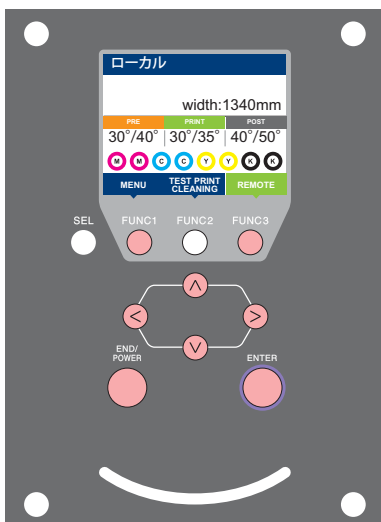 ローカル
width:1340mm
PRE PRINT POST
30°/40° 30°/35° 40°/50°
M M C C Y Y K K
MENU TEST PRINT CLEANING REMOTE
SEL FUNC1 FUNC2 FUNC3
END/
POWER
ENTER